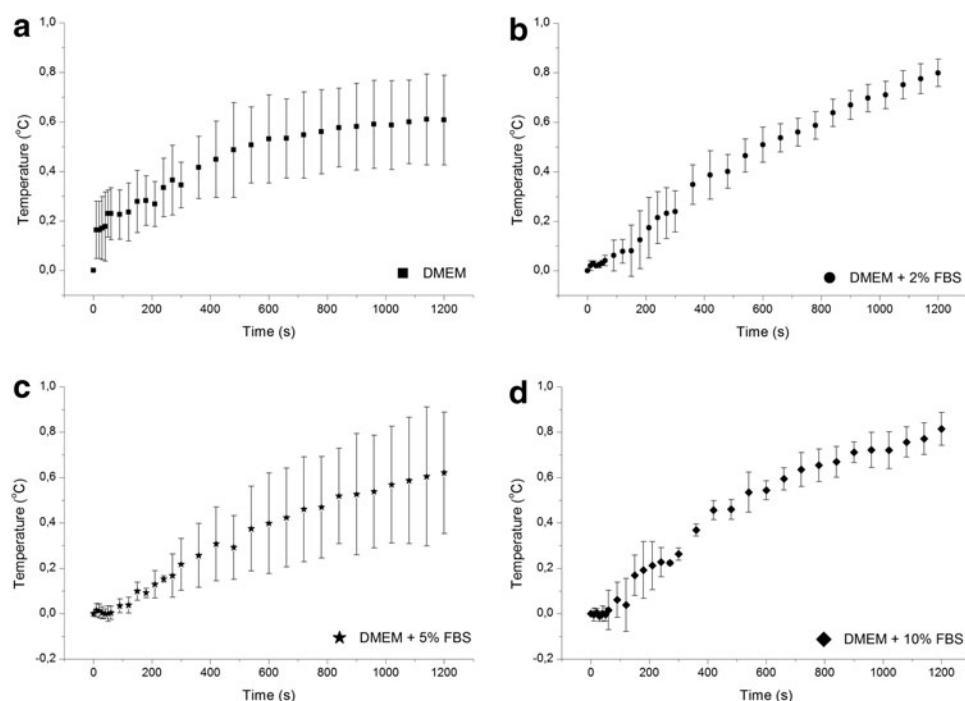 a
1,0
0,8
0,6
0,4
0,2
0,0
Temperature (°C)
0 200 400 600 800 1000 1200
Time (s)
DMEM
b
1,0
0,8
0,6
0,4
0,2
0,0
Temperature (°C)
0 200 400 600 800 1000 1200
Time (s)
DMEM + 2% FBS
c
1,0
0,8
0,6
0,4
0,2
0,0
-0,2
Temperature (°C)
0 200 400 600 800 1000 1200
Time (s)
DMEM + 5% FBS
d
1,0
0,8
0,6
0,4
0,2
0,0
-0,2
Temperature (°C)
0 200 400 600 800 1000 1200
Time (s)
DMEM + 10% FBS